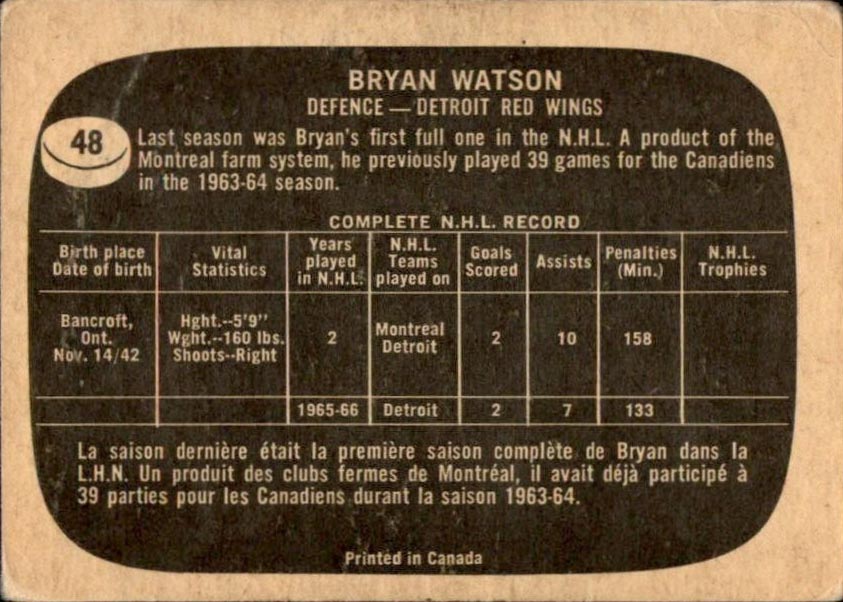 BRYAN WATSON
DEFENCE — DETROIT RED WINGS
48
Last season was Bryan's first full one in the N.H.L. A product of the
Montreal farm system, he previously played 39 games for the Canadiens
in the 1963-64 season.
COMPLETE N.H.L. RECORD
Birth place
Date of birth
Vital
Statistics
Years
played
in N.H.L.
N.H.L.
Teams
played on
Goals
Scored
Assists
Penalties
(Min.)
N.H.L.
Trophies
Bancroft,
Ont.
Nov. 14/42
Hght.--5'9"
Wght.--160 lbs.
Shoots--Right
2
Montreal
Detroit
2
10
158
1965-66
Detroit
2
7
133
La saison dernière était la première saison complète de Bryan dans la
L.H.N. Un produit des clubs fermes de Montréal, il avait déjà participé à
39 parties pour les Canadiens durant la saison 1963-64.
Printed in Canada